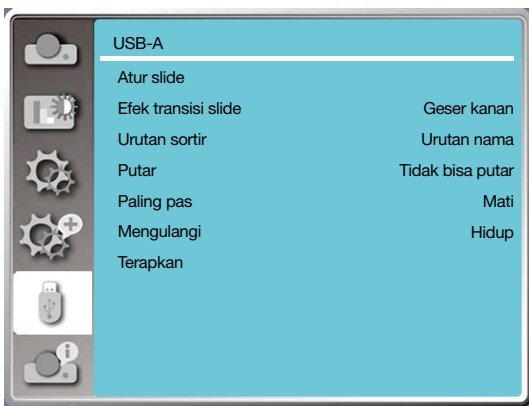 USB-A
Atur slide
Efek transisi slide Geser kanan
Urutan sortir Urutan nama
Putar Tidak bisa putar
Paling pas Mati
Mengulangi Hidup
Terapkan